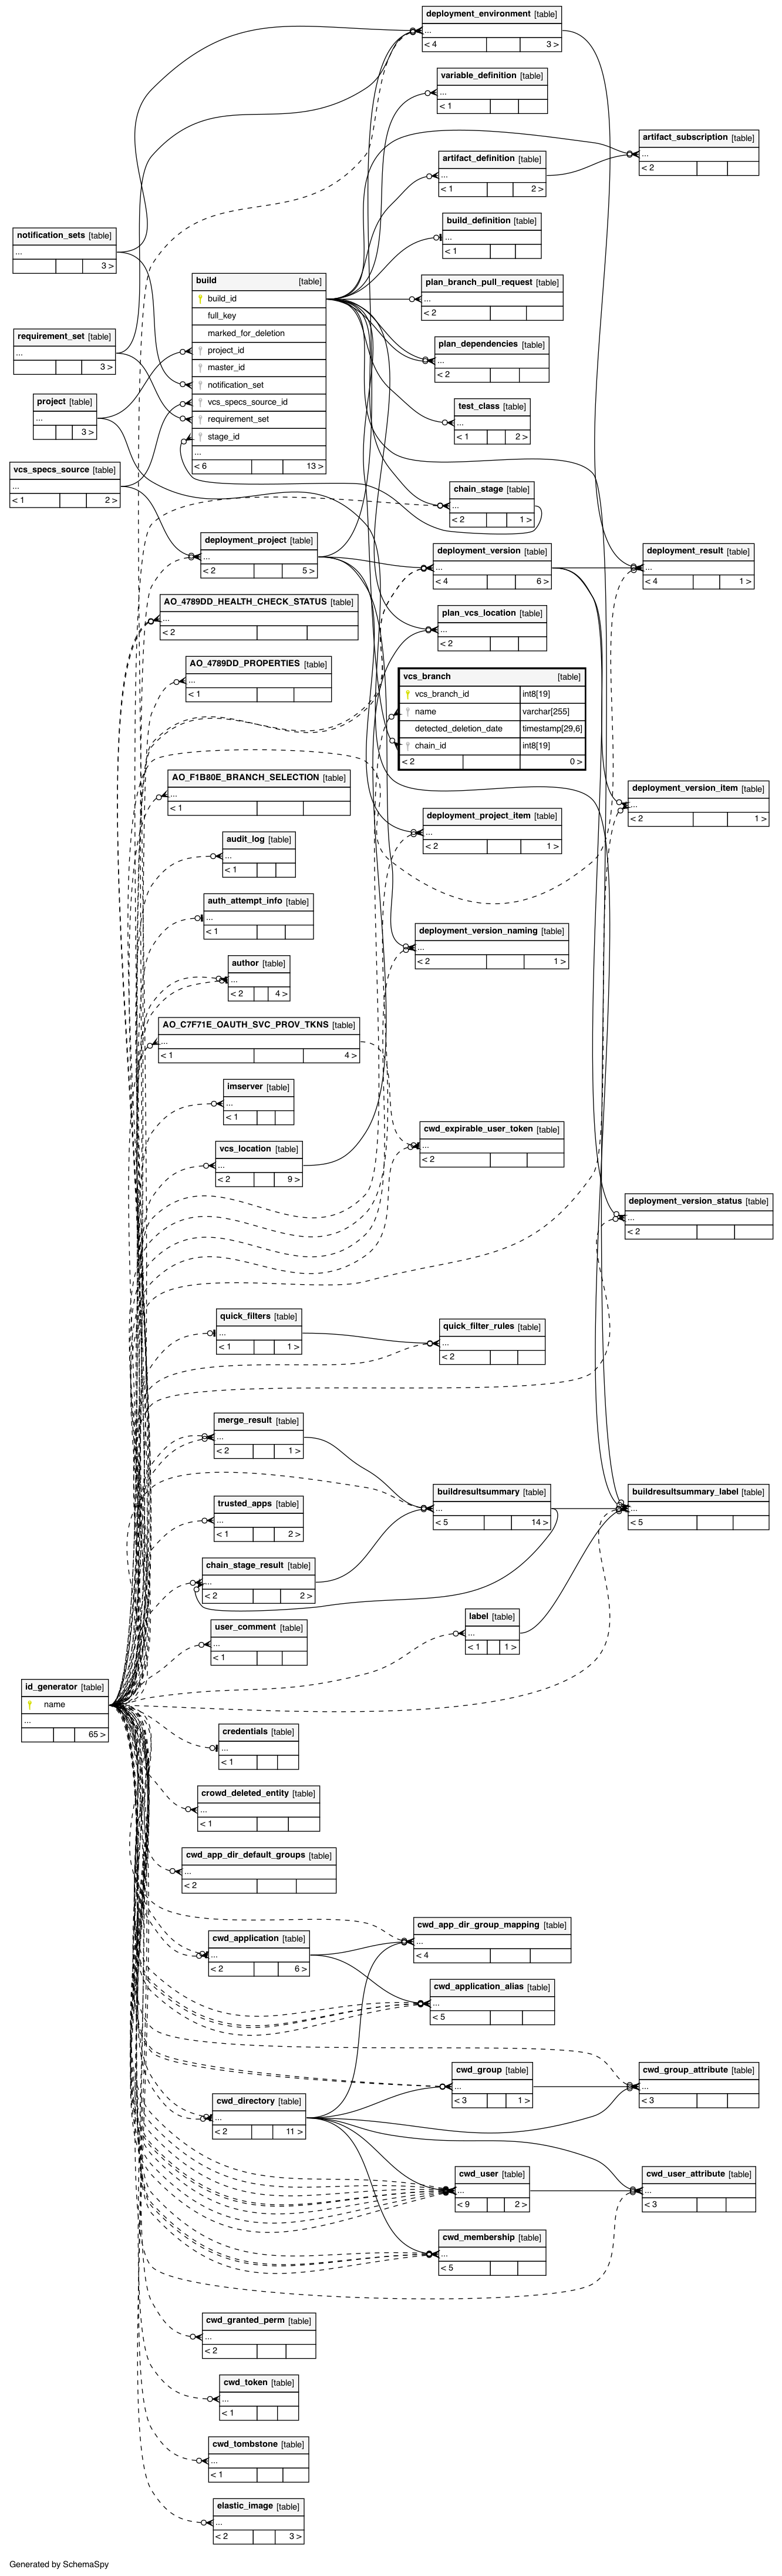 deployment_environment [table]
...
< 4 3 >
variable_definition [table]
...
< 1
artifact_subscription [table]
...
< 2
artifact_definition [table]
...
< 1 2 >
build_definition [table]
...
< 1
notification_sets [table]
...
3 >
build [table]
build_id
full_key
marked_for_deletion
project_id
master_id
notification_set
vcs_specs_source_id
requirement_set
stage_id
...
< 6 13 >
plan_branch_pull_request [table]
...
< 2
requirement_set [table]
...
3 >
plan_dependencies [table]
...
< 2
project [table]
...
3 >
test_class [table]
...
< 1 2 >
vcs_specs_source [table]
...
< 1 2 >
chain_stage [table]
...
< 2 1 >
deployment_project [table]
...
< 2 5 >
deployment_version [table]
...
< 4 6 >
deployment_result [table]
...
< 4 1 >
AO_4789DD_HEALTH_CHECK_STATUS [table]
...
< 2
plan_vcs_location [table]
...
< 2
AO_4789DD_PROPERTIES [table]
...
< 1
vcs_branch [table]
vcs_branch_id int8[19]
name varchar[255]
detected_deletion_date timestamp[29,6]
chain_id int8[19]
< 2 0 >
AO_F1B80E_BRANCH_SELECTION [table]
...
< 1
deployment_version_item [table]
...
< 2 1 >
deployment_project_item [table]
...
< 2 1 >
audit_log [table]
...
< 1
auth_attempt_info [table]
...
< 1
deployment_version_naming [table]
...
< 2 1 >
author [table]
...
< 2 4 >
AO_C7F71E_OAUTH_SVC_PROV_TKNS [table]
...
< 1 4 >
imserver [table]
...
< 1
cwd_expirable_user_token [table]
...
< 2
vcs_location [table]
...
< 2 9 >
deployment_version_status [table]
...
< 2
quick_filters [table]
...
< 1 1 >
quick_filter_rules [table]
...
< 2
merge_result [table]
...
< 2 1 >
buildresultsummary [table]
...
< 5 14 >
buildresultsummary_label [table]
...
< 5
trusted_apps [table]
...
< 1 2 >
chain_stage_result [table]
...
< 2 2 >
label [table]
...
< 1 1 >
user_comment [table]
...
< 1
id_generator [table]
name
...
65 >
credentials [table]
...
< 1
crowd_deleted_entity [table]
...
< 1
cwd_app_dir_default_groups [table]
...
< 2
cwd_app_dir_group_mapping [table]
...
< 4
cwd_application [table]
...
< 2 6 >
cwd_application_alias [table]
...
< 5
cwd_group [table]
...
< 3 1 >
cwd_group_attribute [table]
...
< 3
cwd_directory [table]
...
< 2 11 >
cwd_user [table]
...
< 9 2 >
cwd_user_attribute [table]
...
< 3
cwd_membership [table]
...
< 5
cwd_granted_perm [table]
...
< 2
cwd_token [table]
...
< 1
cwd_tombstone [table]
...
< 1
elastic_image [table]
...
< 2 3 >
Generated by SchemaSpy